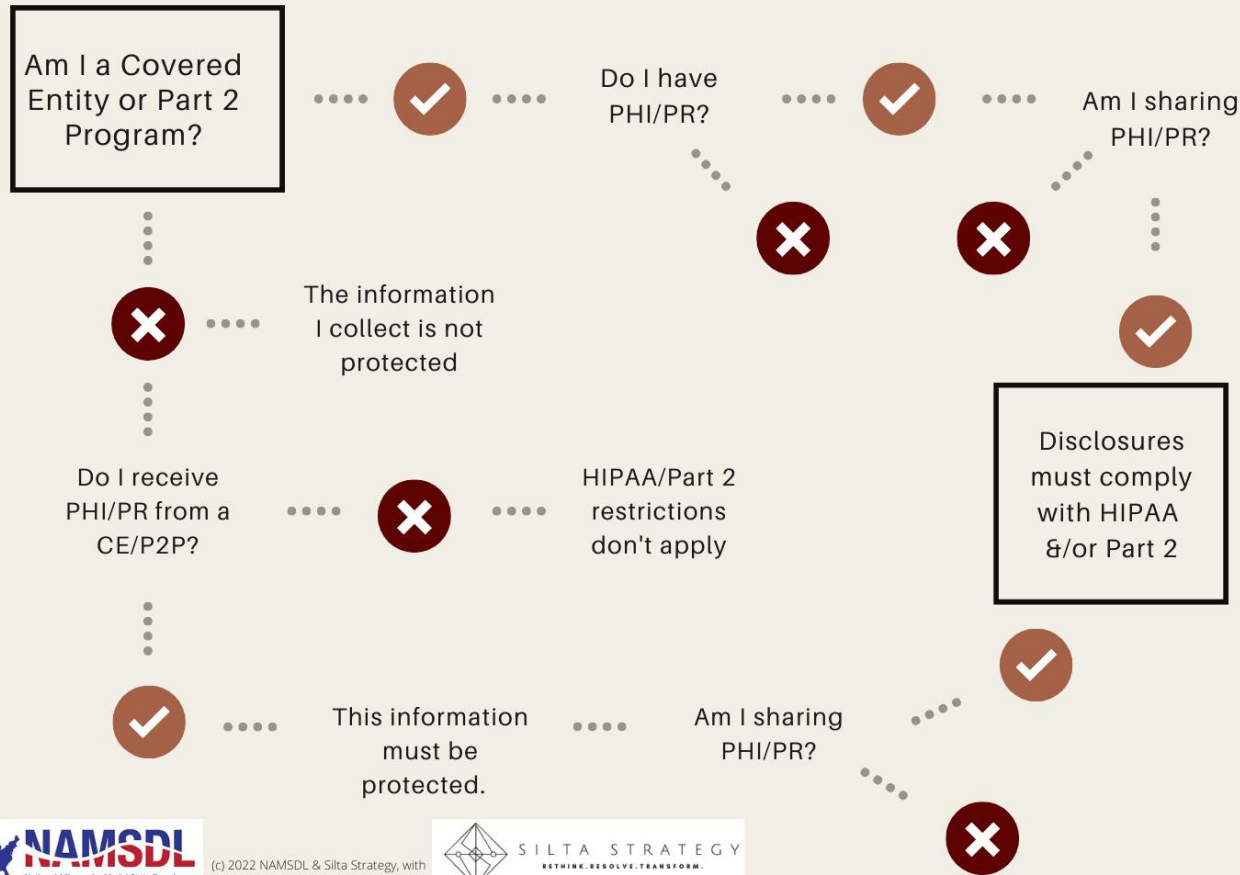 Am I a Covered
Entity or Part 2
Program?
Do I have
PHI/PR?
Am I sharing
PHI/PR?
The information
I collect is not
protected
Do I receive
PHI/PR from a
CE/P2P?
HIPAA/Part 2
restrictions
don't apply
Disclosures
must comply
with HIPAA
&/or Part 2
This information
must be
protected.
Am I sharing
PHI/PR?
NAMSDL
(c) 2022 NAMSDL & Silta Strategy, with
SILTA STRATEGY
RETHINK.RESOLVE.TRANSFORM.